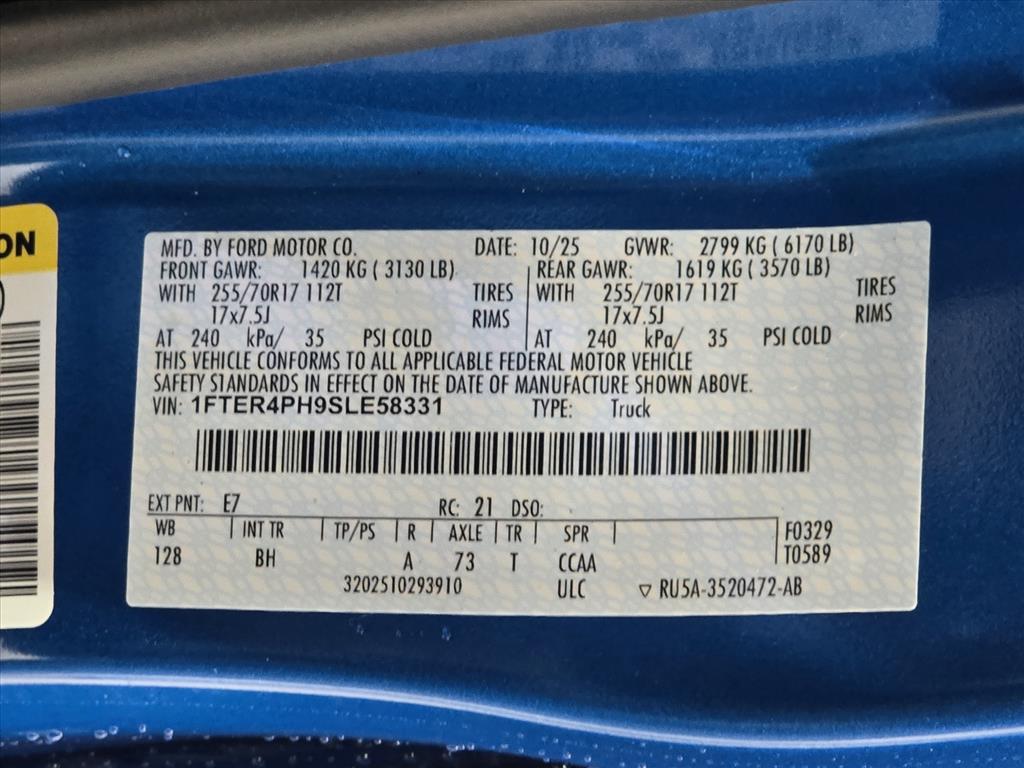 ON
MFD. BY FORD MOTOR CO. DATE: 10/25 GVWR: 2799 KG ( 6170 LB)
FRONT GAWR: 1420 KG ( 3130 LB) REAR GAWR: 1619 KG ( 3570 LB)
WITH 255/70R17 112T TIRES WITH 255/70R17 112T TIRES
17x7.5J RIMS 17x7.5J RIMS
AT 240 kPa/ 35 PSI COLD AT 240 kPa/ 35 PSI COLD
THIS VEHICLE CONFORMS TO ALL APPLICABLE FEDERAL MOTOR VEHICLE
SAFETY STANDARDS IN EFFECT ON THE DATE OF MANUFACTURE SHOWN ABOVE.
VIN: 1FTER4PH9SLE58331 TYPE: Truck
EXT PNT: E7 RC: 21 DSO:
WB | INT TR | TP/PS | R | AXLE | TR | SPR | F0329
128 BH A 73 T CCAA T0589
3202510293910 ULC ▽ RU5A-3520472-AB